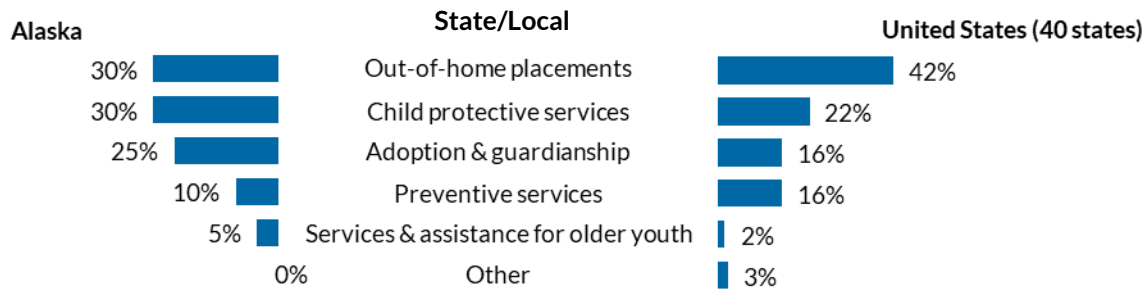 State/Local
Alaska United States (40 states)
30% Out-of-home placements 42%
30% Child protective services 22%
25% Adoption & guardianship 16%
10% Preventive services 16%
5% Services & assistance for older youth 2%
0% Other 3%